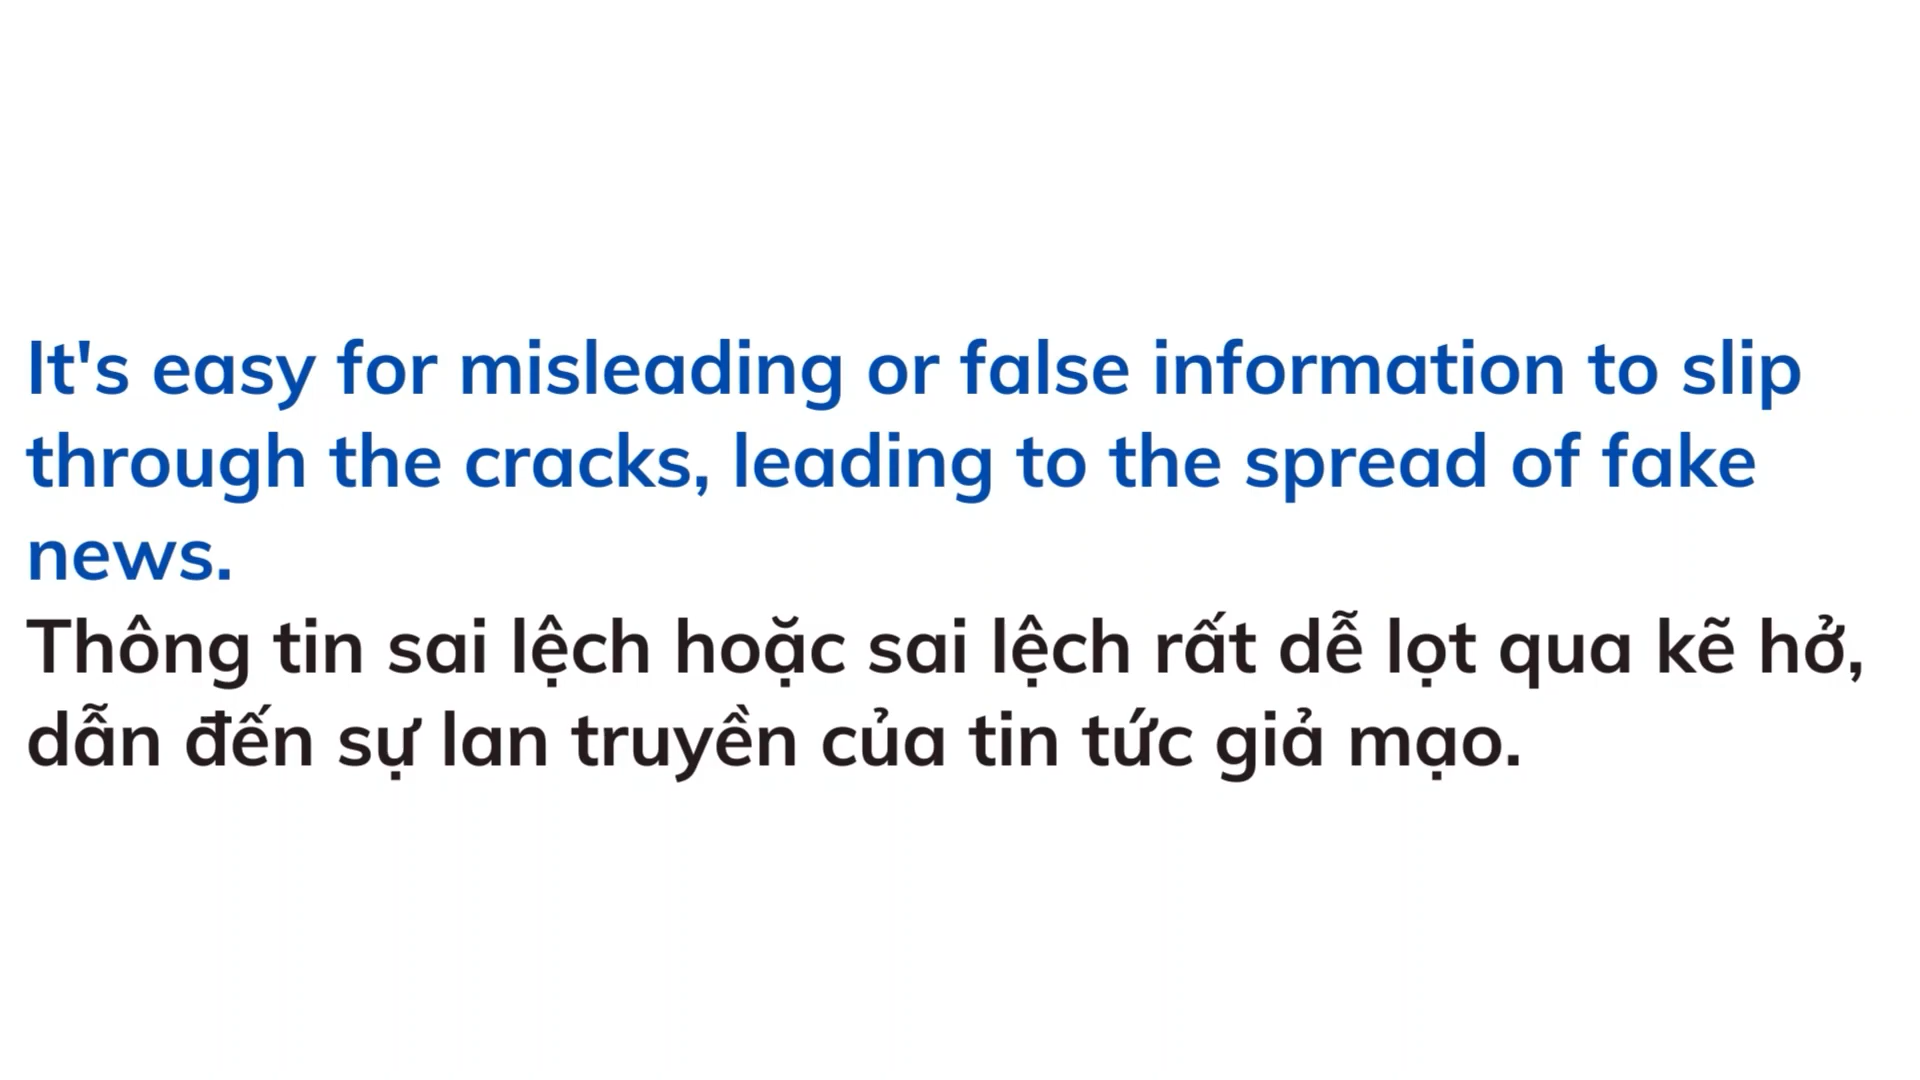 It's easy for misleading or false information to slip
through the cracks, leading to the spread of fake
news.
Thông tin sai lệch hoặc sai lệch rất dễ lọt qua kẽ hở,
dẫn đến sự lan truyền của tin tức giả mạo.